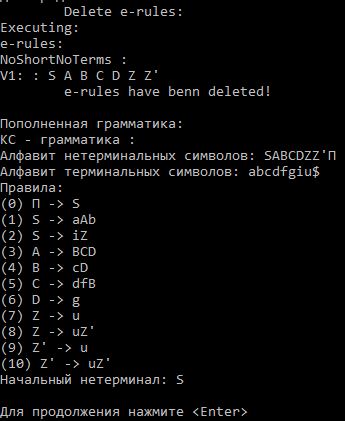 Delete e-rules:
Executing:
e-rules:
NoShortNoTerms :
V1: : S A B C D Z Z'
e-rules have benn deleted!
Пополненная грамматика:
КС - грамматика :
Алфавит нетерминальных символов: SABCDZZ'П
Алфавит терминальных символов: abcdfgiu$
Правила:
(0) П -> S
(1) S -> aAb
(2) S -> iZ
(3) A -> BCD
(4) B -> cD
(5) C -> dfB
(6) D -> g
(7) Z -> u
(8) Z -> uZ'
(9) Z' -> u
(10) Z' -> uZ'
Начальный нетерминал: S
Для продолжения нажмите <Enter>